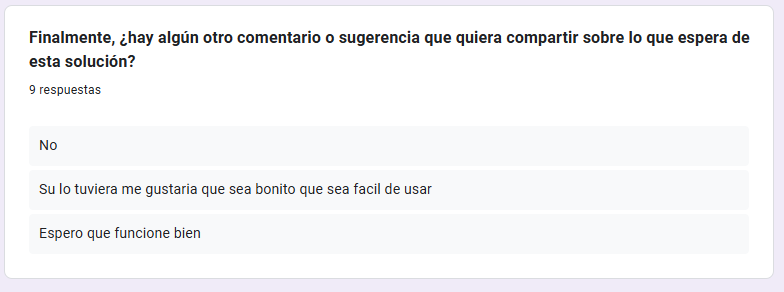 Finalmente, ¿hay algún otro comentario o sugerencia que quiera compartir sobre lo que espera de
esta solución?
9 respuestas
No
Su lo tuviera me gustaria que sea bonito que sea facil de usar
Espero que funcione bien